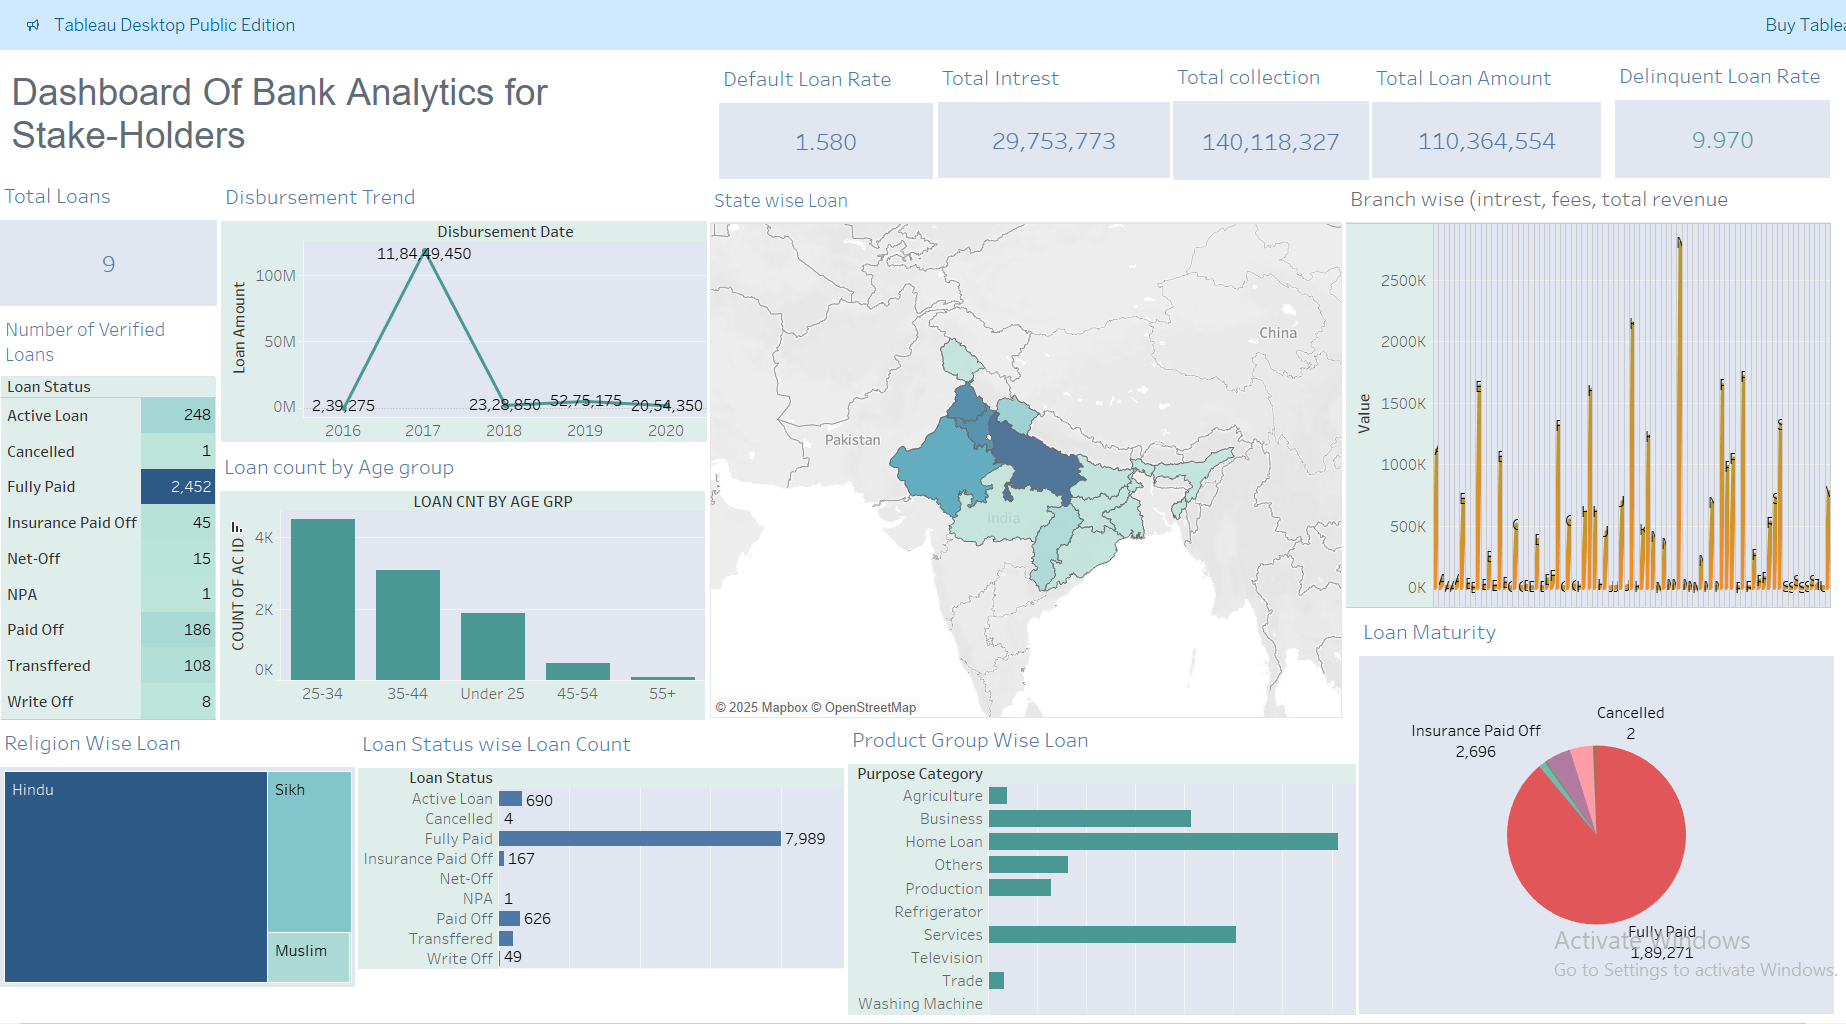 Tableau Desktop Public Edition
Buy Tablea
Dashboard Of Bank Analytics for
Stake-Holders
Default Loan Rate
1.580
Total Intrest
29,753,773
Total collection
140,118,327
Total Loan Amount
110,364,554
Delinquent Loan Rate
9.970
Total Loans
9
Number of Verified
Loans
Loan Status
Active Loan 248
Cancelled 1
Fully Paid 2,452
Insurance Paid Off 45
Net-Off 15
NPA 1
Paid Off 186
Transffered 108
Write Off 8
Disbursement Trend
Disbursement Date
Loan Amount
100M
50M
0M
2,39,275
11,84,49,450
23,28,850
52,75,175
20,54,350
2016 2017 2018 2019 2020
Loan count by Age group
LOAN CNT BY AGE GRP
COUNT OF AC ID
4K
2K
0K
25-34 35-44 Under 25 45-54 55+
State wise Loan
China
Pakistan
India
© 2025 Mapbox © OpenStreetMap
Branch wise (intrest, fees, total revenue
Value
2500K
2000K
1500K
1000K
500K
0K
Religion Wise Loan
Hindu
Sikh
Muslim
Loan Status wise Loan Count
Loan Status
Active Loan 690
Cancelled 4
Fully Paid 7,989
Insurance Paid Off 167
Net-Off
NPA 1
Paid Off 626
Transffered
Write Off 49
Product Group Wise Loan
Purpose Category
Agriculture
Business
Home Loan
Others
Production
Refrigerator
Services
Television
Trade
Washing Machine
Loan Maturity
Cancelled
2
Insurance Paid Off
2,696
Fully Paid
1,89,271
Activate Windows
Go to Settings to activate Windows.